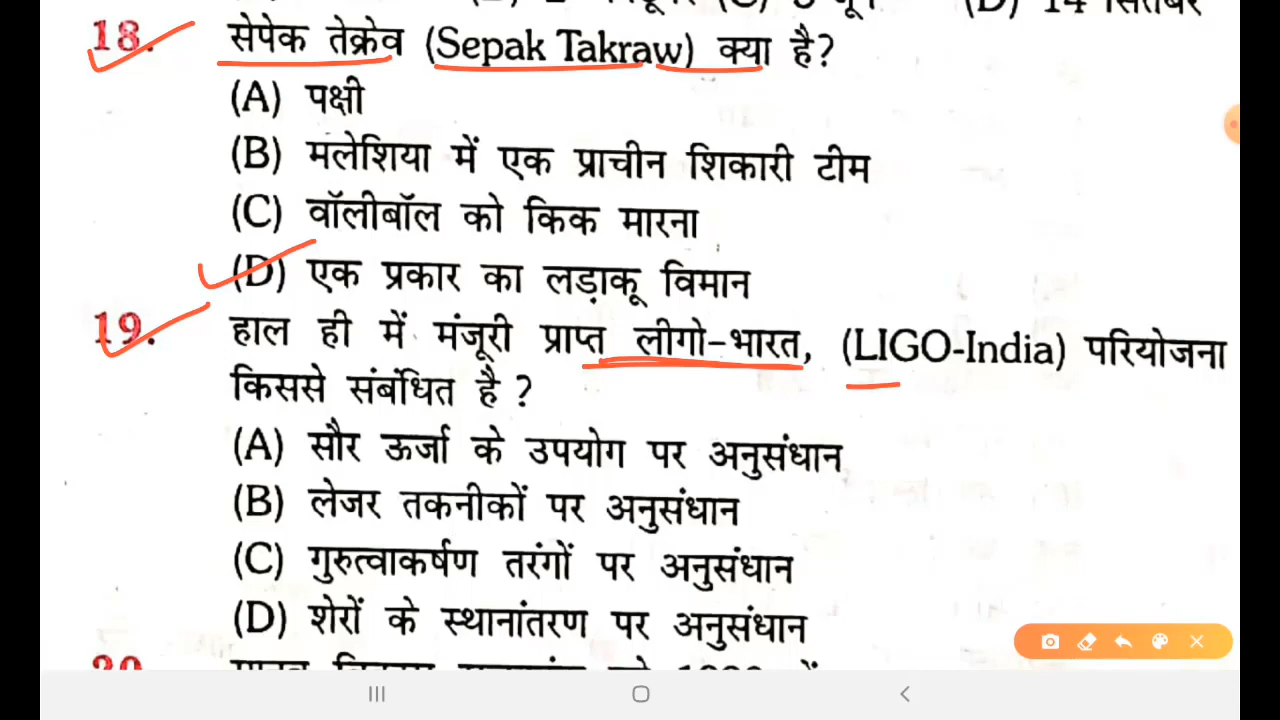 18. सेपेक तेक्रेव (Sepak Takraw) क्या है?
(A) पक्षी
(B) मलेशिया में एक प्राचीन शिकारी टीम
(C) वॉलीबॉल को किक मारना
(D) एक प्रकार का लड़ाकू विमान
19. हाल ही में मंजूरी प्राप्त लीगो-भारत, (LIGO-India) परियोजना
किससे संबंधित है ?
(A) सौर ऊर्जा के उपयोग पर अनुसंधान
(B) लेजर तकनीकों पर अनुसंधान
(C) गुरुत्वाकर्षण तरंगों पर अनुसंधान
(D) शेरों के स्थानांतरण पर अनुसंधान